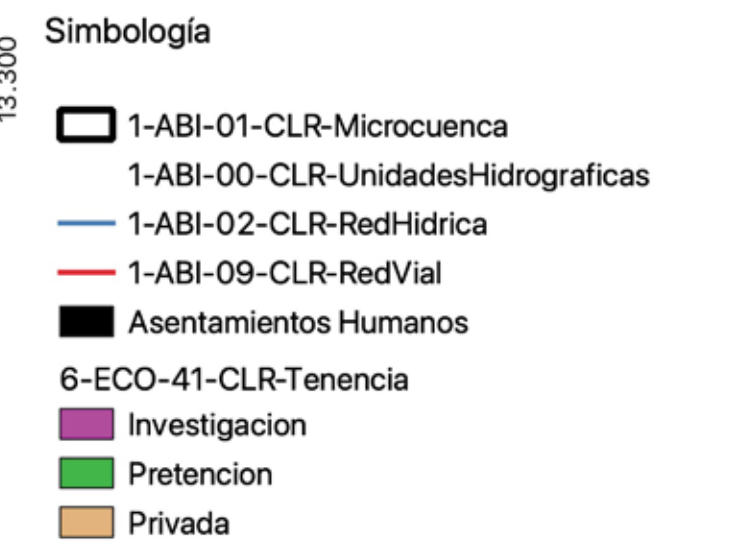 Simbología
13.300
1-ABI-01-CLR-Microcuenca
1-ABI-00-CLR-UnidadesHidrograficas
1-ABI-02-CLR-RedHidrica
1-ABI-09-CLR-RedVial
Asentamientos Humanos
6-ECO-41-CLR-Tenencia
Investigacion
Pretencion
Privada